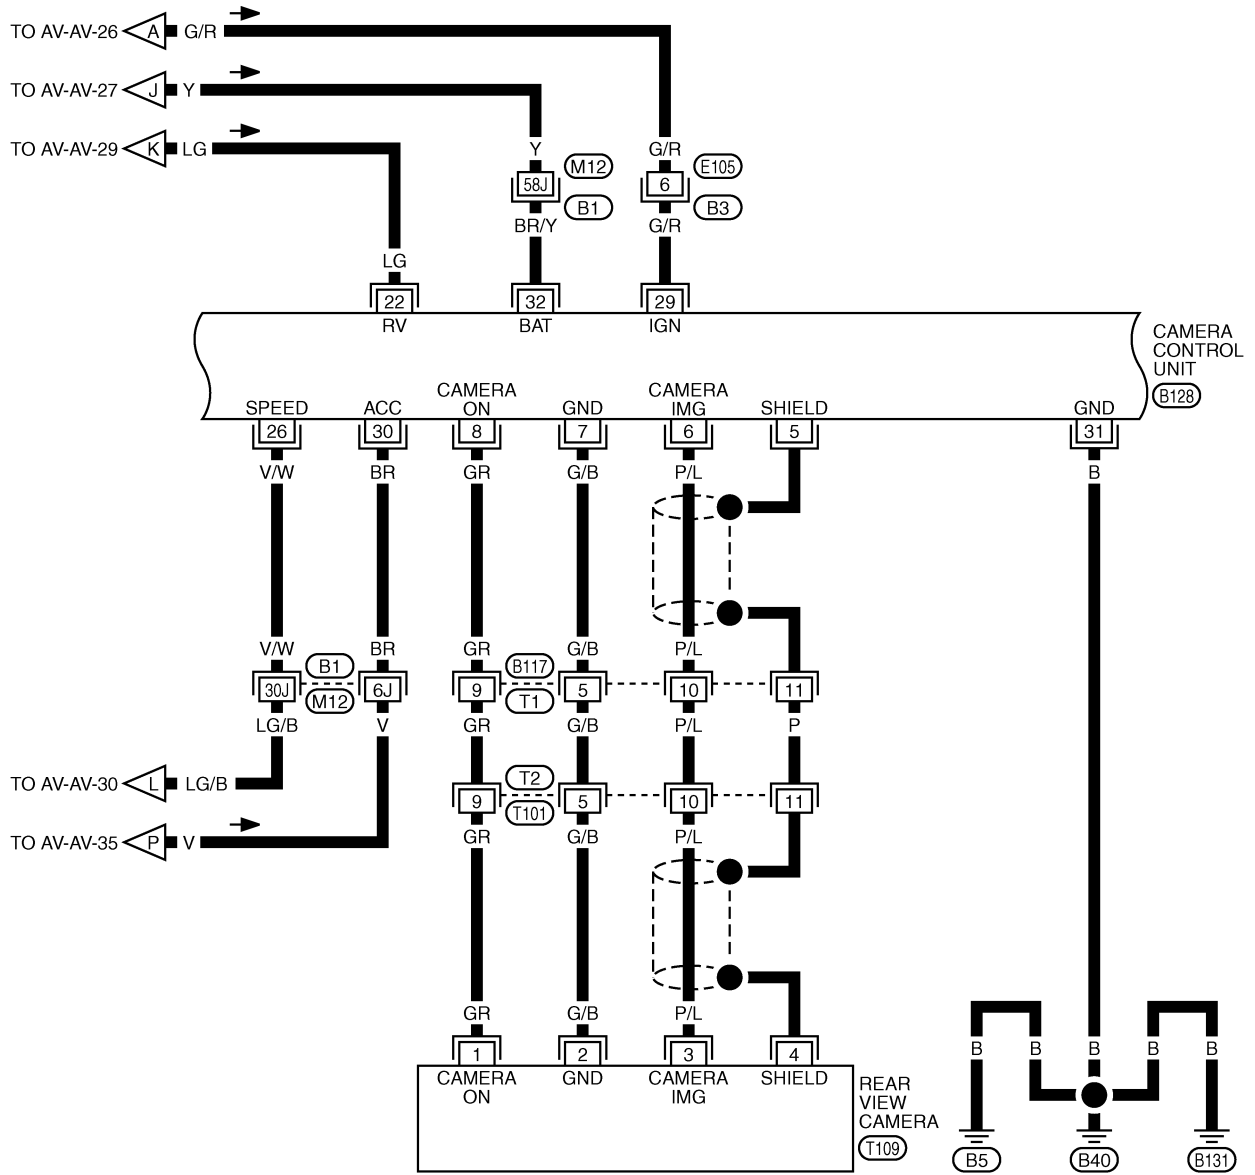 TO AV-AV-26 A G/R
TO AV-AV-27 J Y
TO AV-AV-29 K LG
Y G/R
58J M12 6 E105
B1 B3
BR/Y G/R
LG
22 32 29
RV BAT IGN
CAMERA
CONTROL
UNIT
B128
SPEED ACC CAMERA
ON GND CAMERA
IMG SHIELD GND
26 30 8 7 6 5 31
V/W BR GR G/B P/L B
V/W BR GR G/B P/L
B1 B117
30J 6J 9 5 10 11
M12 T1
LG/B V GR G/B P/L P
TO AV-AV-30 L LG/B
T2
9 5 10 11
T101
TO AV-AV-35 P V
GR G/B P/L
GR G/B P/L
1 2 3 4
CAMERA
ON GND CAMERA
IMG SHIELD
REAR
VIEW
CAMERA
T109
B B B B B
B5 B40 B131